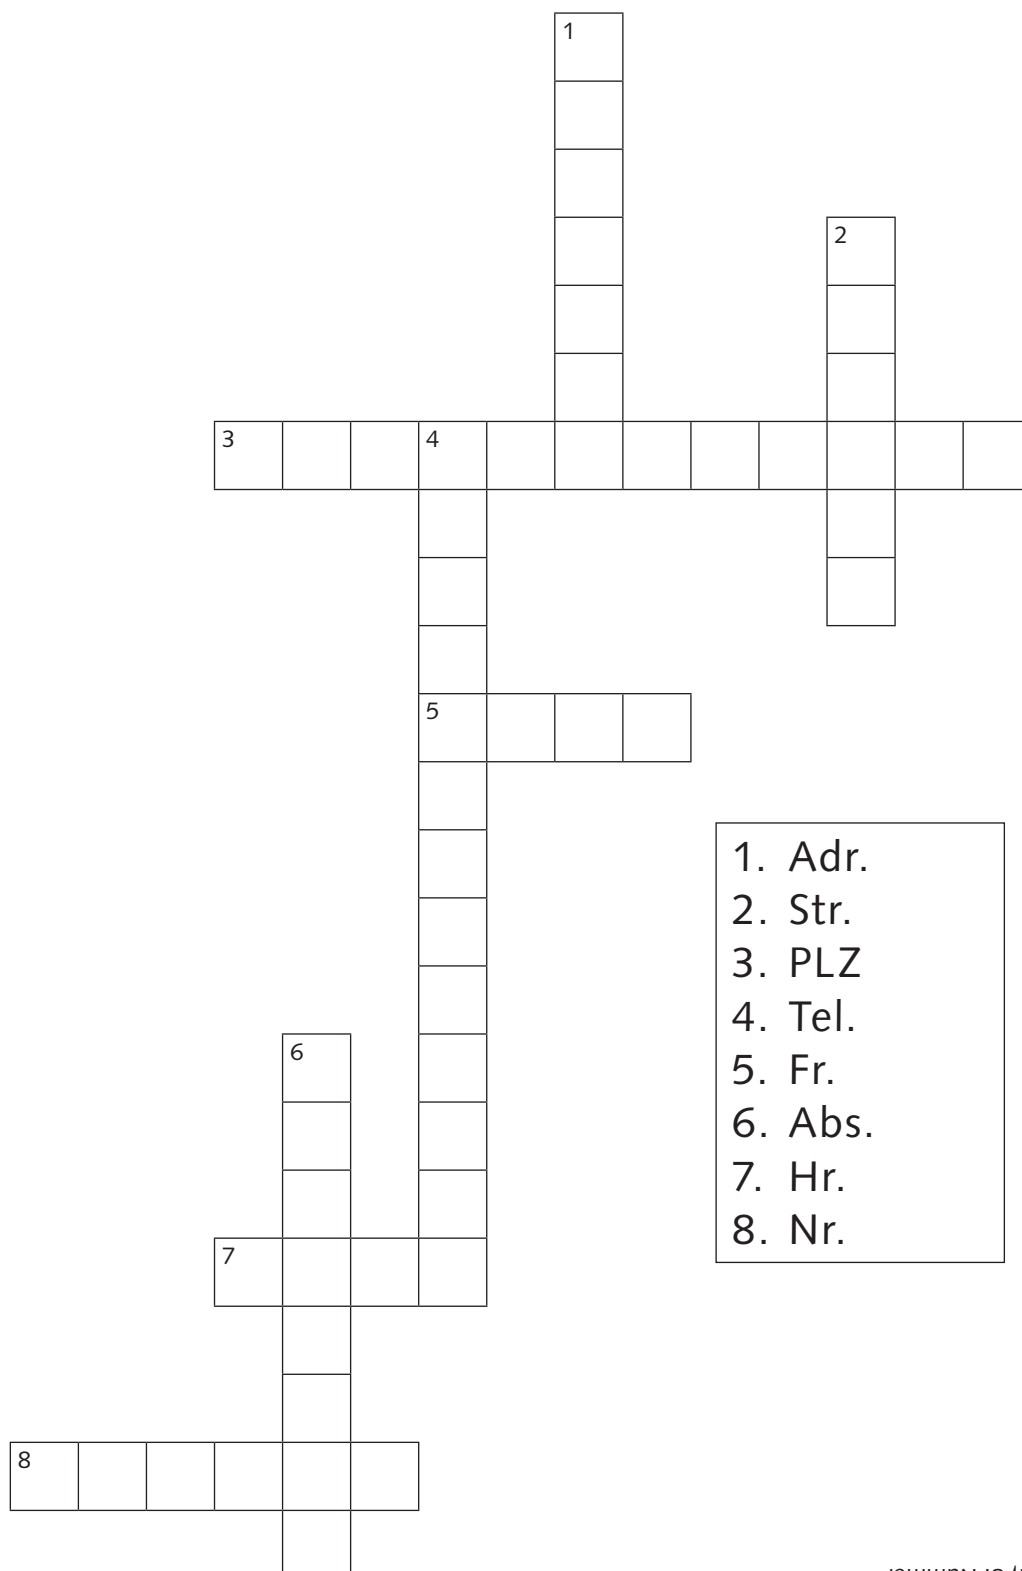 1
2
3
4
5
6
7
8
1. Adr.
2. Str.
3. PLZ
4. Tel.
5. Fr.
6. Abs.
7. Hr.
8. Nr.